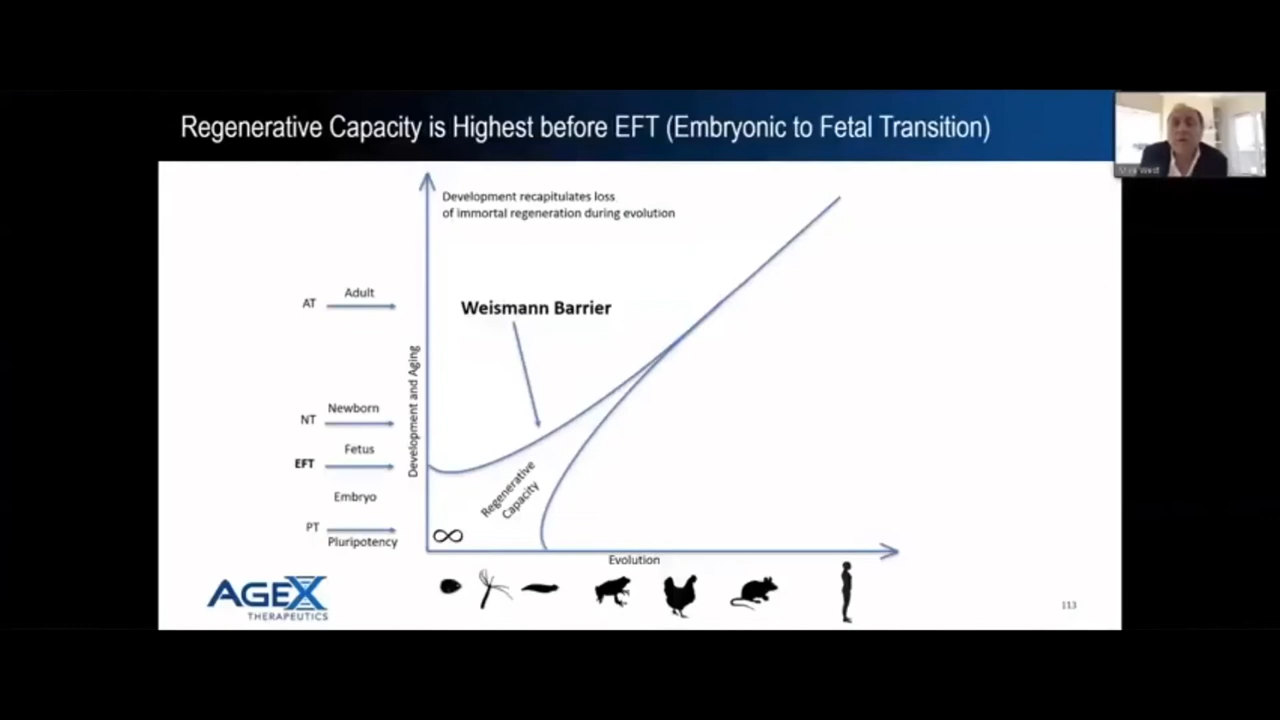 Regenerative Capacity is Highest before EFT (Embryonic to Fetal Transition)
Development recapitulates loss
of immortal regeneration during evolution
Weismann Barrier
AT
Adult
NT
Newborn
EFT
Fetus
Embryo
PT
Pluripotency
Development and Aging
Regenerative
Capacity
∞
Evolution
AGEX
THERAPEUTICS
113
West